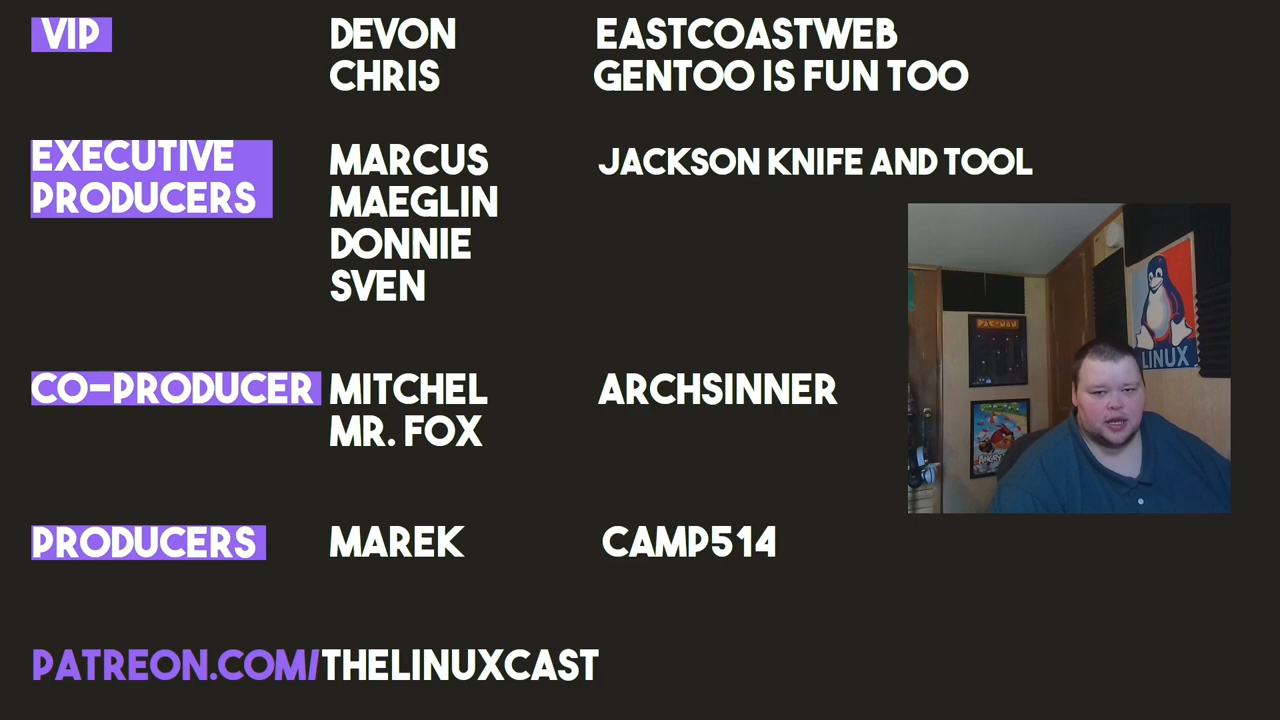 VIP DEVON EASTCOASTWEB
CHRIS GENTOO IS FUN TOO
EXECUTIVE
PRODUCERS
MARCUS JACKSON KNIFE AND TOOL
MAEGLIN
DONNIE
SVEN
CO-PRODUCER MITCHEL ARCHSINNER
MR. FOX
PRODUCERS MAREK CAMP514
PATREON.COM/THELINUXCAST
PAC-MAN
LINUX
ANGRY